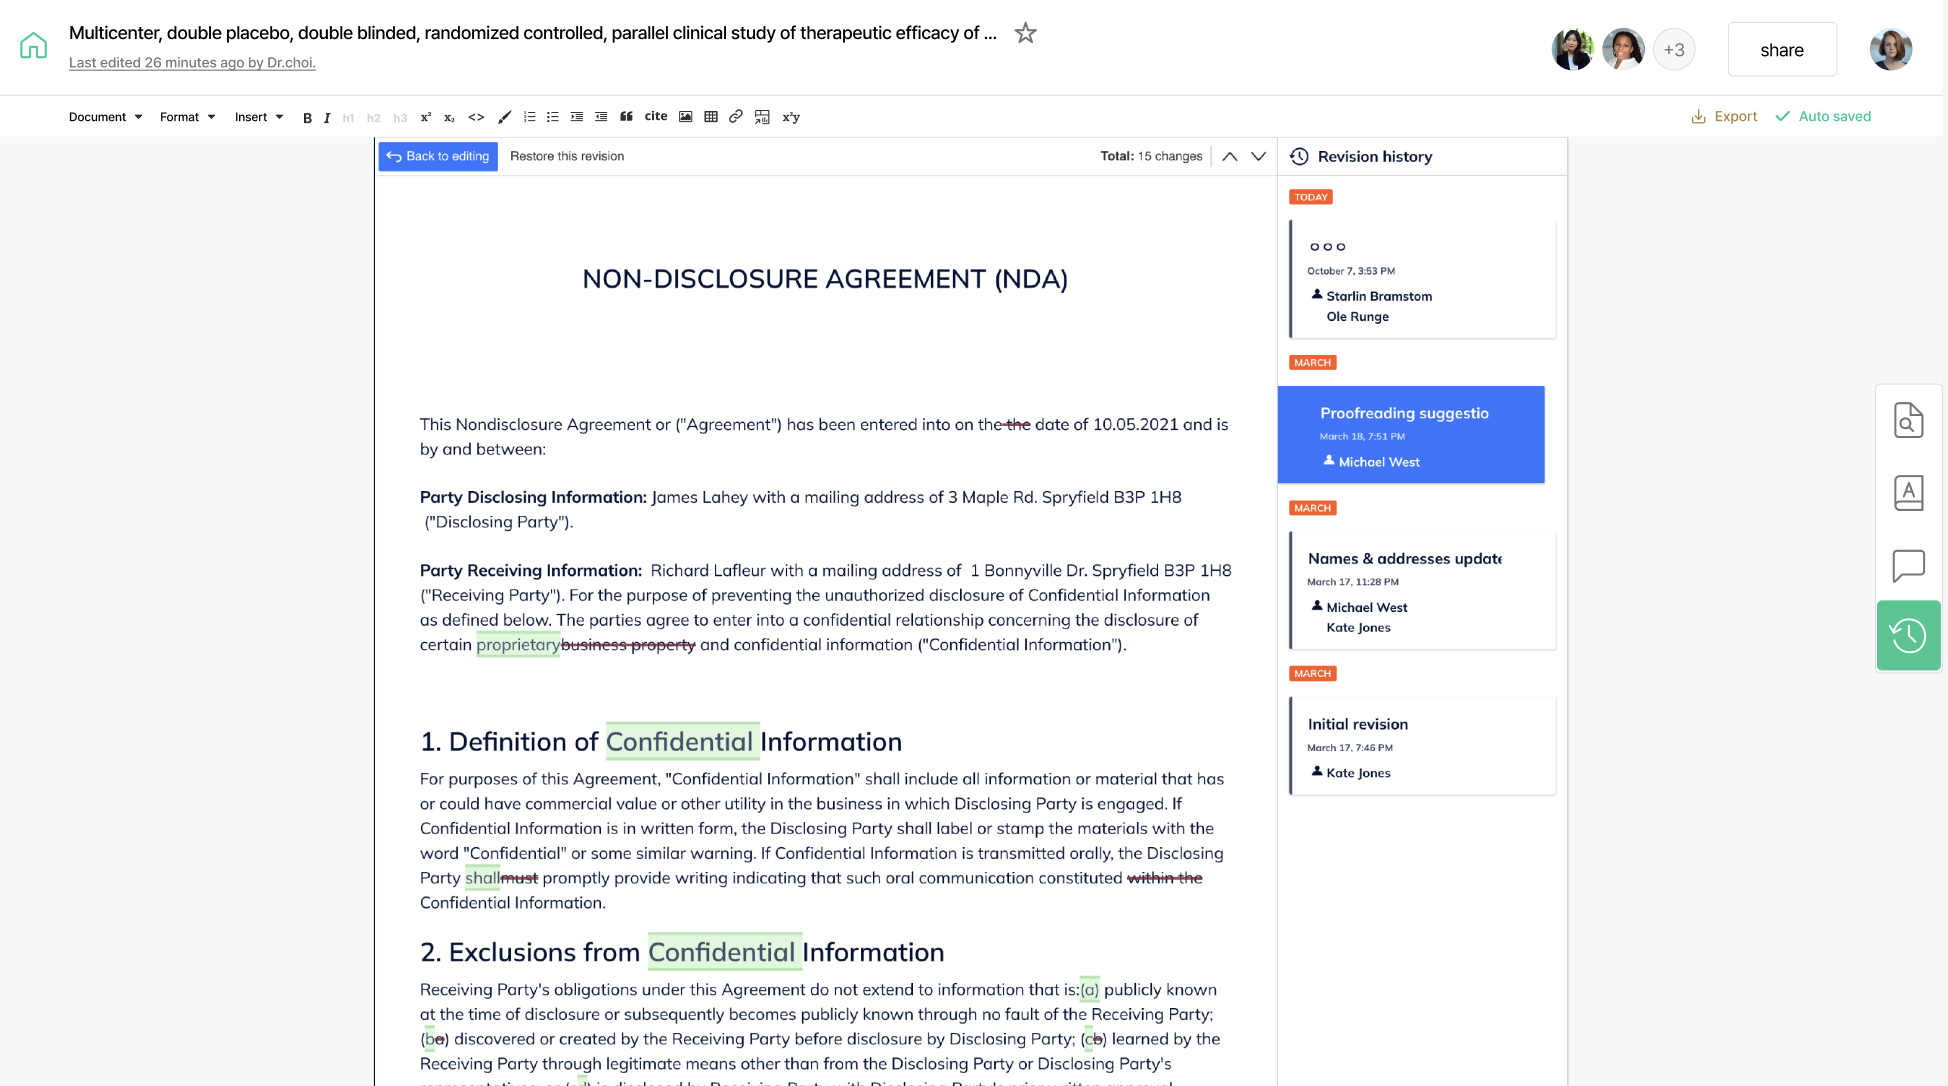 Multicenter, double placebo, double blinded, randomized controlled, parallel clinical study of therapeutic efficacy of ...
Last edited 26 minutes ago by Dr.choi.
+3
share
Document
Format
Insert
B I h1 h2 h3 x² x₂ <> cite xʸy
Export
Auto saved
Back to editing
Restore this revision
Total: 15 changes
Revision history
NON-DISCLOSURE AGREEMENT (NDA)
This Nondisclosure Agreement or ("Agreement") has been entered into on the the date of 10.05.2021 and is
by and between:
Party Disclosing Information: James Lahey with a mailing address of 3 Maple Rd. Spryfield B3P 1H8
("Disclosing Party").
Party Receiving Information: Richard Lafleur with a mailing address of 1 Bonnyville Dr. Spryfield B3P 1H8
("Receiving Party"). For the purpose of preventing the unauthorized disclosure of Confidential Information
as defined below. The parties agree to enter into a confidential relationship concerning the disclosure of
certain proprietarybusiness property and confidential information ("Confidential Information").
1. Definition of Confidential Information
For purposes of this Agreement, "Confidential Information" shall include all information or material that has
or could have commercial value or other utility in the business in which Disclosing Party is engaged. If
Confidential Information is in written form, the Disclosing Party shall label or stamp the materials with the
word "Confidential" or some similar warning. If Confidential Information is transmitted orally, the Disclosing
Party shallmust promptly provide writing indicating that such oral communication constituted within the
Confidential Information.
2. Exclusions from Confidential Information
Receiving Party's obligations under this Agreement do not extend to information that is:(a) publicly known
at the time of disclosure or subsequently becomes publicly known through no fault of the Receiving Party;
(ba) discovered or created by the Receiving Party before disclosure by Disclosing Party; (cb) learned by the
Receiving Party through legitimate means other than from the Disclosing Party or Disclosing Party's
TODAY
October 7, 3:53 PM
Starlin Bramstom
Ole Runge
MARCH
Proofreading suggestio
March 18, 7:51 PM
Michael West
MARCH
Names & addresses update
March 17, 11:28 PM
Michael West
Kate Jones
MARCH
Initial revision
March 17, 7:46 PM
Kate Jones
A